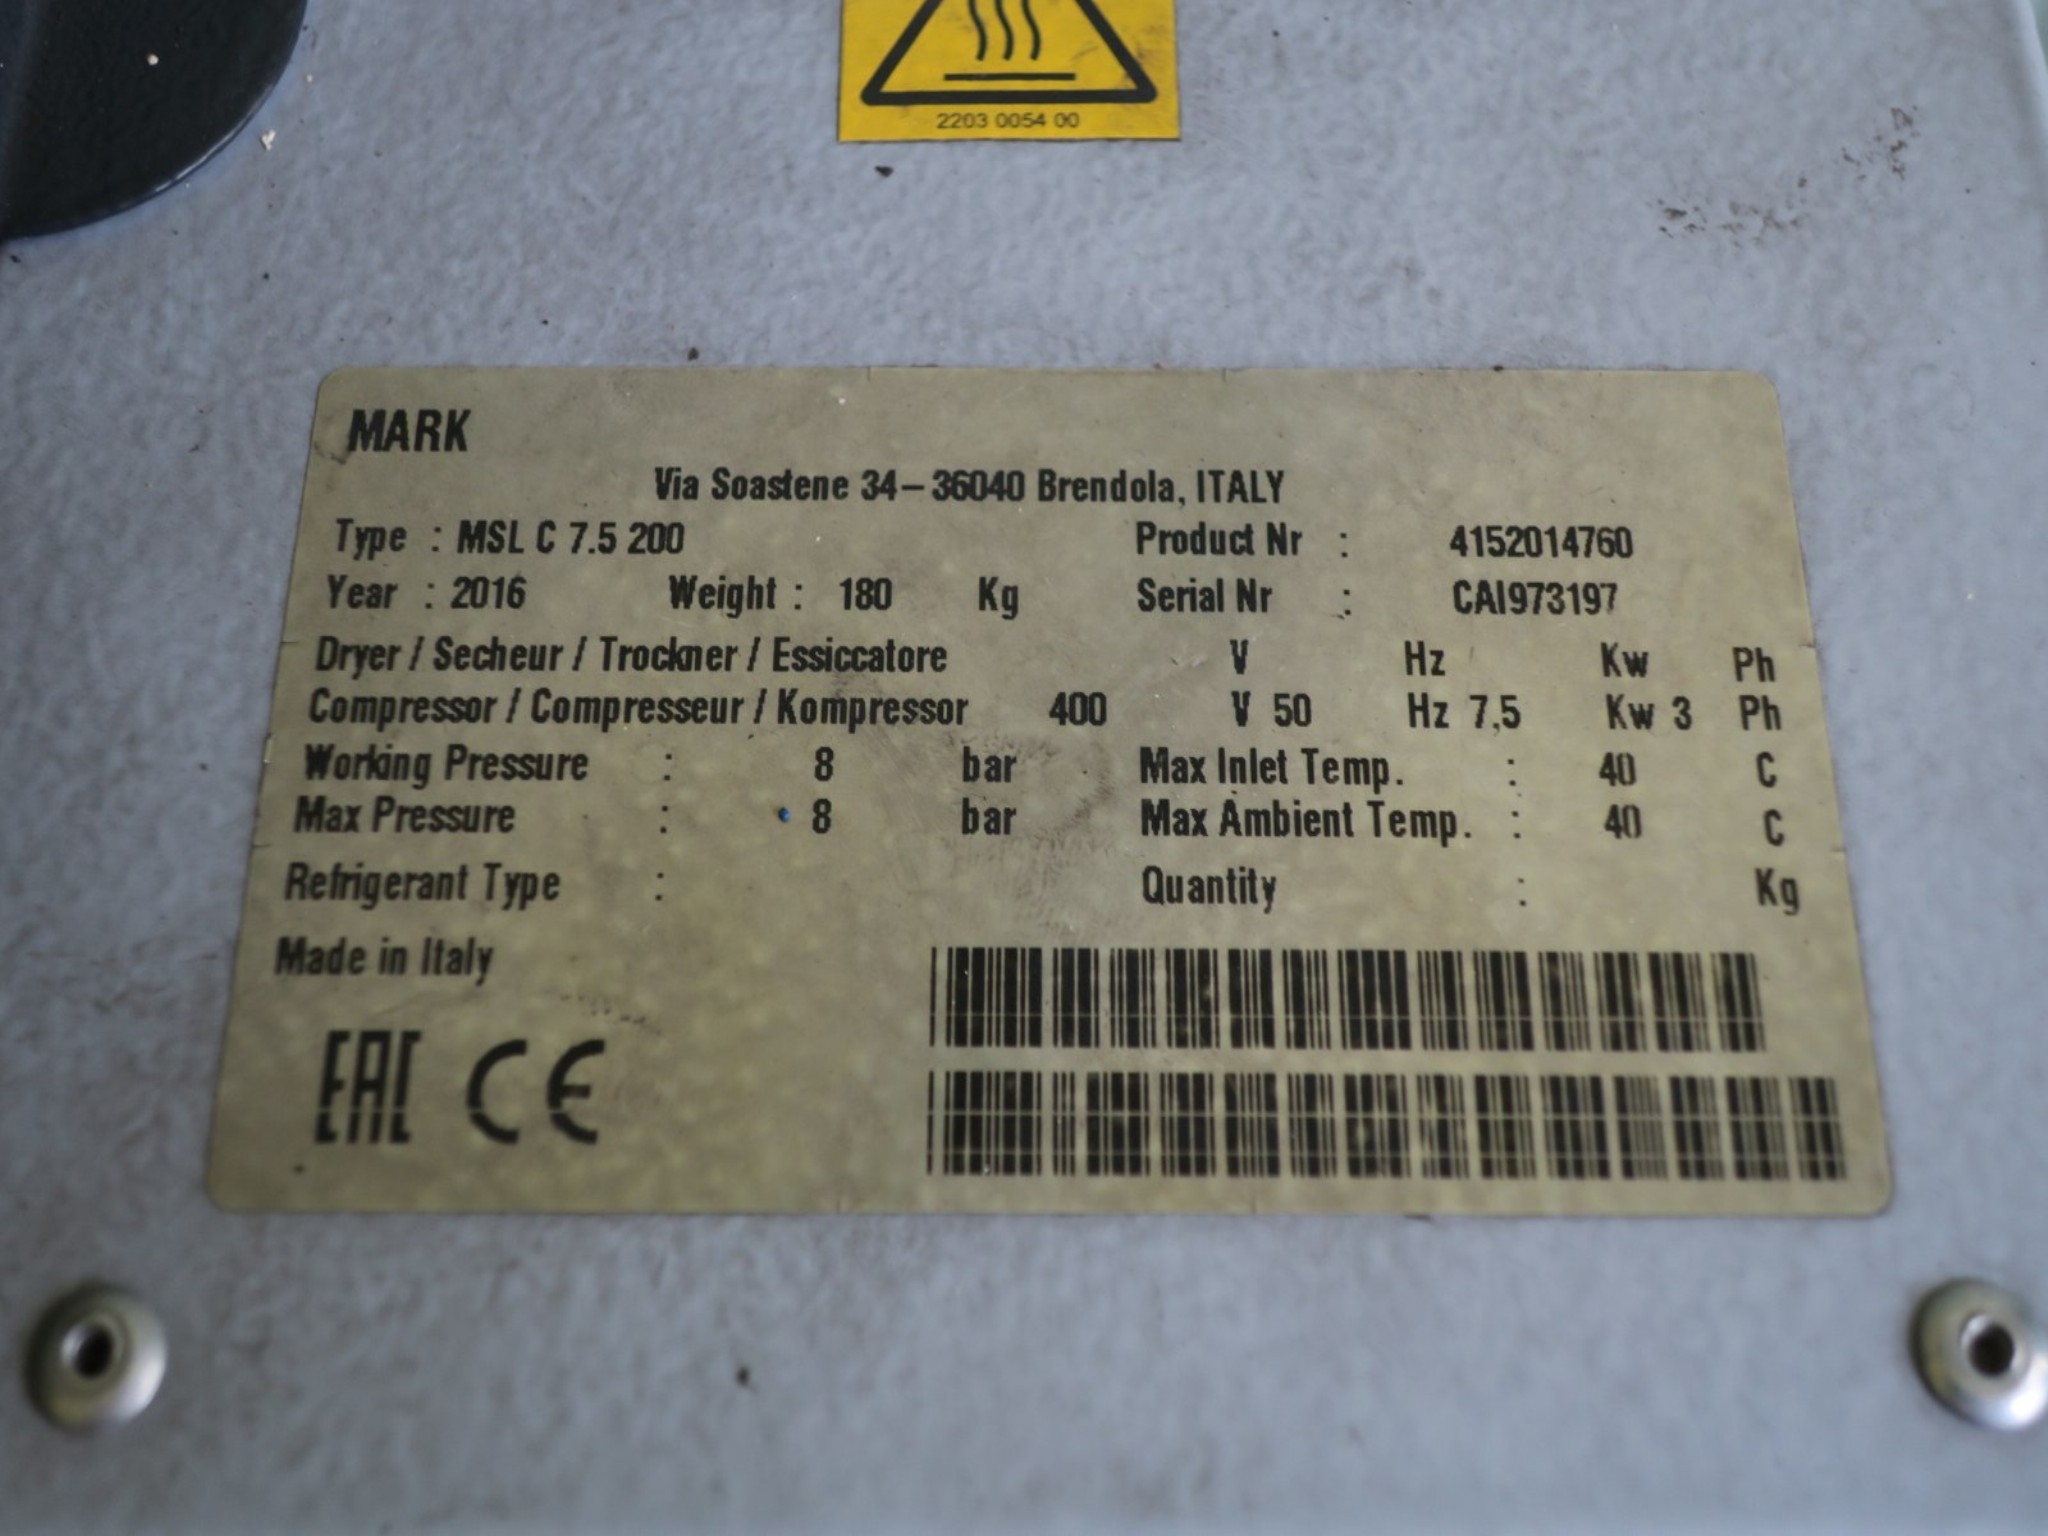 2203 0054 00
MARK
Via Soastene 34 – 36040 Brendola, ITALY
Type : MSL C 7.5 200 Product Nr : 4152014760
Year : 2016 Weight : 180 Kg Serial Nr : CAI973197
Dryer / Secheur / Trockner / Essiccatore V Hz Kw Ph
Compressor / Compresseur / Kompressor 400 V 50 Hz 7,5 Kw 3 Ph
Working Pressure : 8 bar Max Inlet Temp. : 40 C
Max Pressure : 8 bar Max Ambient Temp. : 40 C
Refrigerant Type : Quantity : Kg
Made in Italy
EAC CE